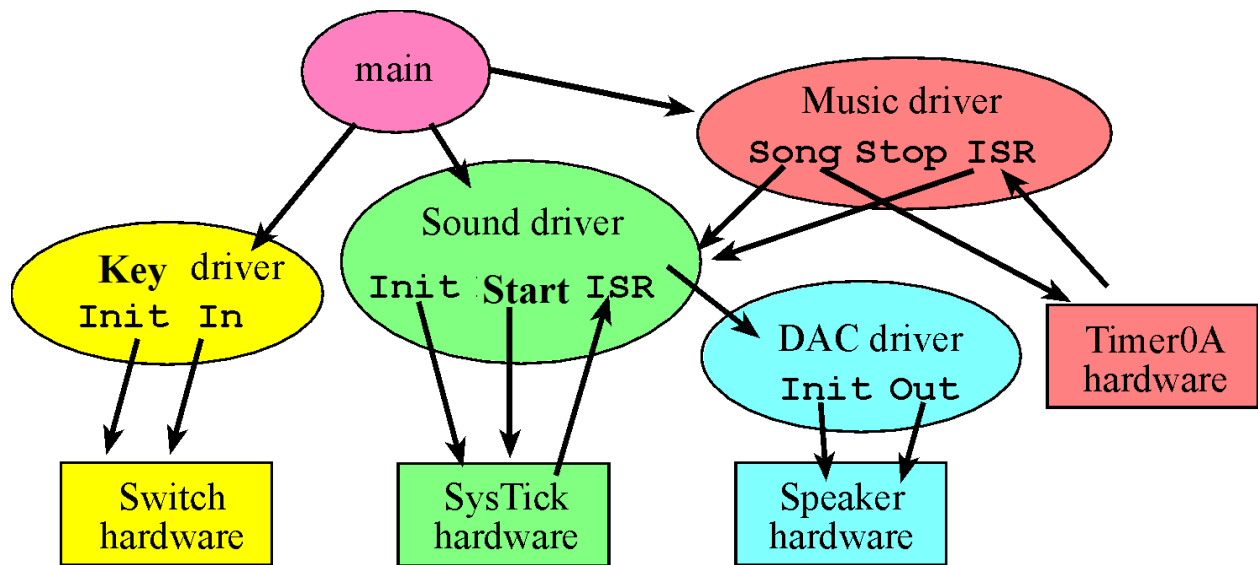 main
Music driver
Song Stop ISR
Sound driver
Init Start ISR
Key driver
Init In
DAC driver
Init Out
Timer0A
hardware
Switch
hardware
SysTick
hardware
Speaker
hardware